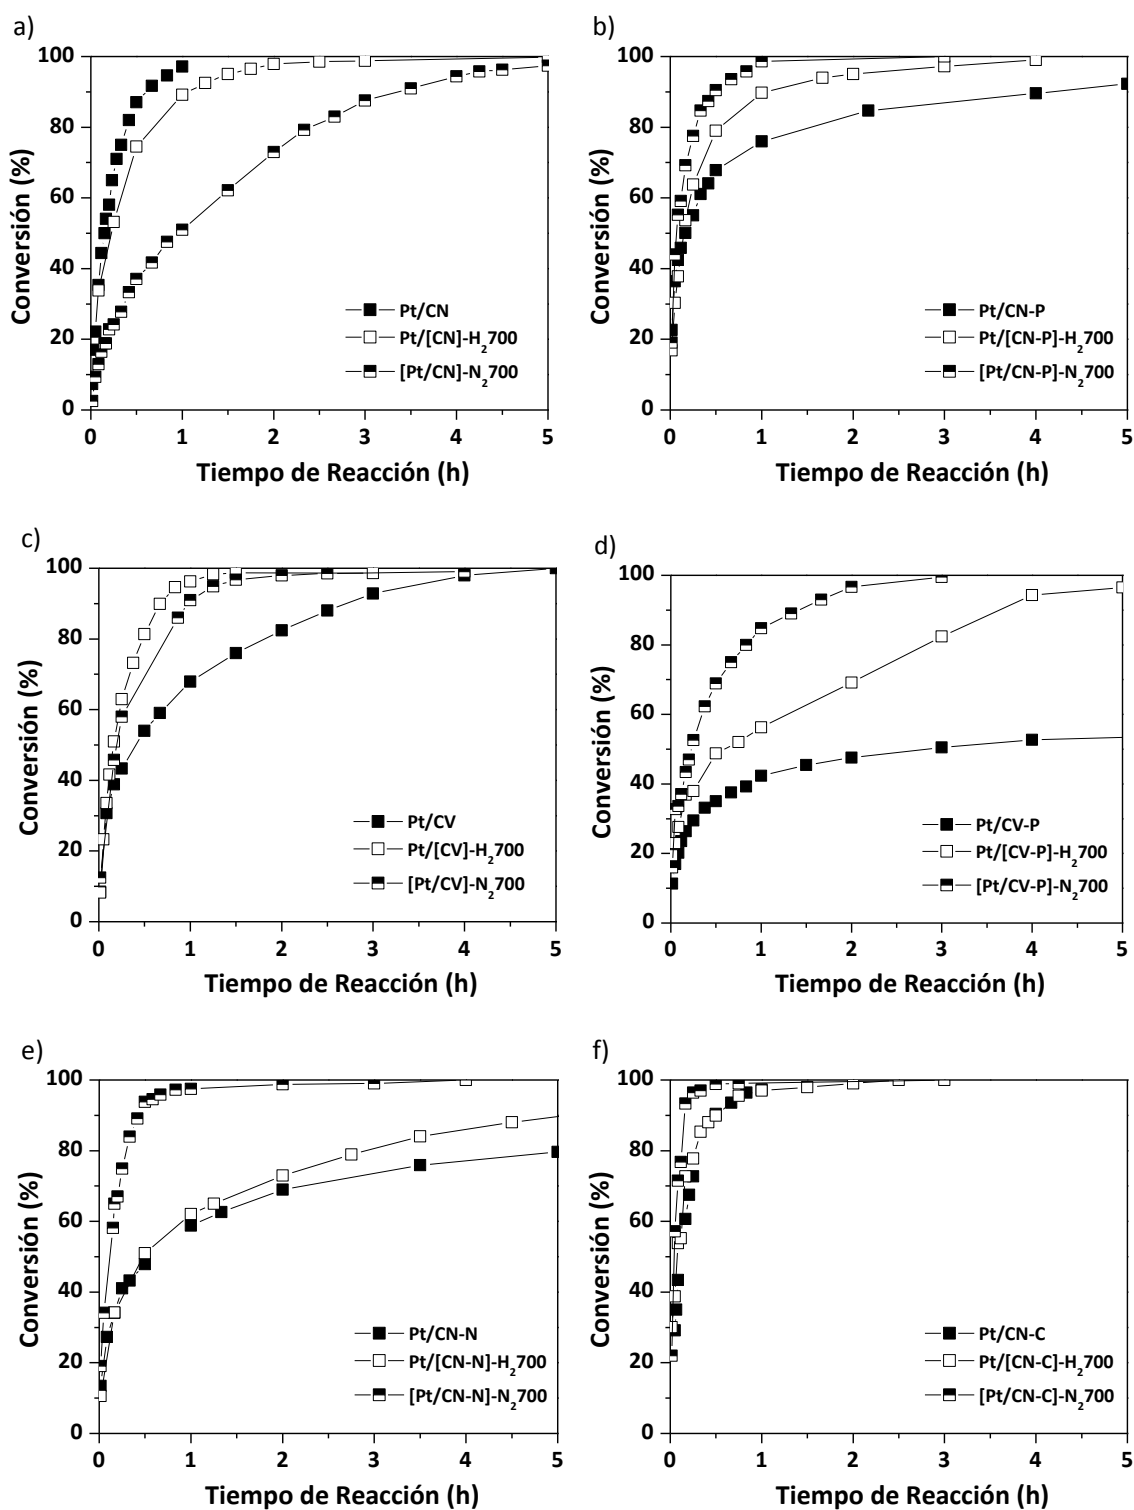 a)
100
80
60
40
20
0
Conversión (%)
Pt/CN
Pt/[CN]-H₂700
[Pt/CN]-N₂700
0 1 2 3 4 5
Tiempo de Reacción (h)
b)
100
80
60
40
20
0
Conversión (%)
Pt/CN-P
Pt/[CN-P]-H₂700
[Pt/CN-P]-N₂700
0 1 2 3 4 5
Tiempo de Reacción (h)
c)
100
80
60
40
20
0
Conversión (%)
Pt/CV
Pt/[CV]-H₂700
[Pt/CV]-N₂700
0 1 2 3 4 5
Tiempo de Reacción (h)
d)
100
80
60
40
20
0
Conversión (%)
Pt/CV-P
Pt/[CV-P]-H₂700
[Pt/CV-P]-N₂700
0 1 2 3 4 5
Tiempo de Reacción (h)
e)
100
80
60
40
20
0
Conversión (%)
Pt/CN-N
Pt/[CN-N]-H₂700
[Pt/CN-N]-N₂700
0 1 2 3 4 5
Tiempo de Reacción (h)
f)
100
80
60
40
20
0
Conversión (%)
Pt/CN-C
Pt/[CN-C]-H₂700
[Pt/CN-C]-N₂700
0 1 2 3 4 5
Tiempo de Reacción (h)